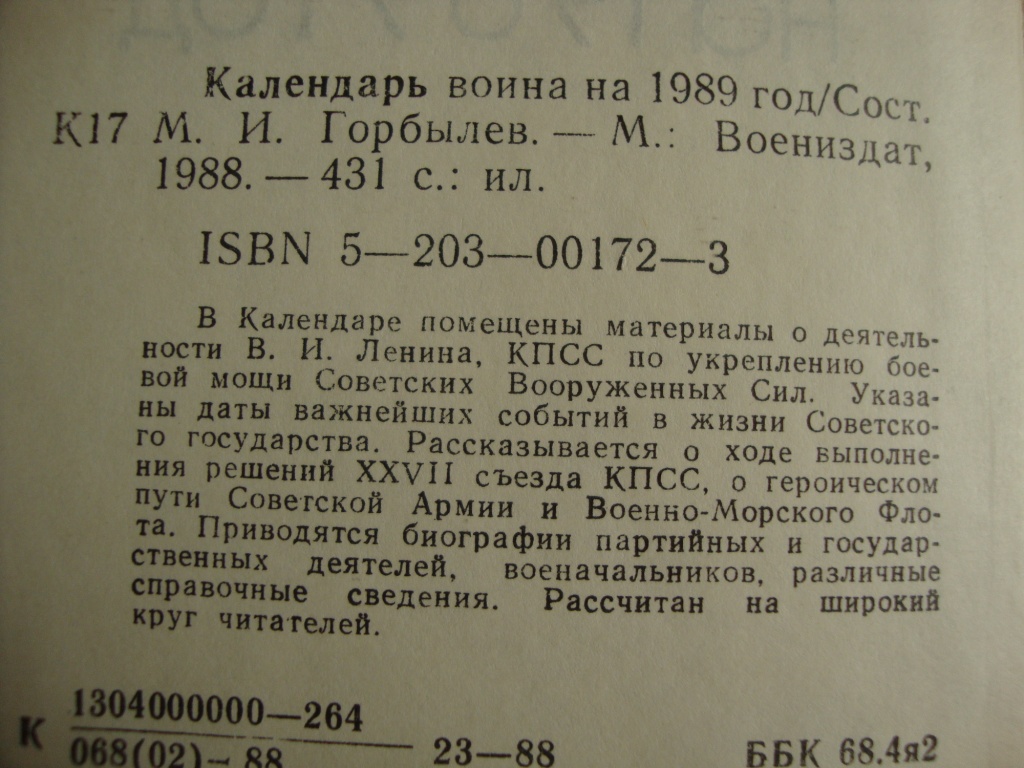 Календарь воина на 1989 год/Сост.
К17 М. И. Горбылев. — М.: Воениздат,
1988. — 431 с.: ил.
ISBN 5—203—00172—3
В Календаре помещены материалы о деятель-
ности В. И. Ленина, КПСС по укреплению бое-
вой мощи Советских Вооруженных Сил. Указа-
ны даты важнейших событий в жизни Советско-
го государства. Рассказывается о ходе выполне-
ния решений XXVII съезда КПСС, о героическом
пути Советской Армии и Военно-Морского Фло-
та. Приводятся биографии партийных и государ-
ственных деятелей, военачальников, различные
справочные сведения. Рассчитан на широкий
круг читателей.
1304000000—264
К 068(02)—88 23—88 ББК 68.4я2